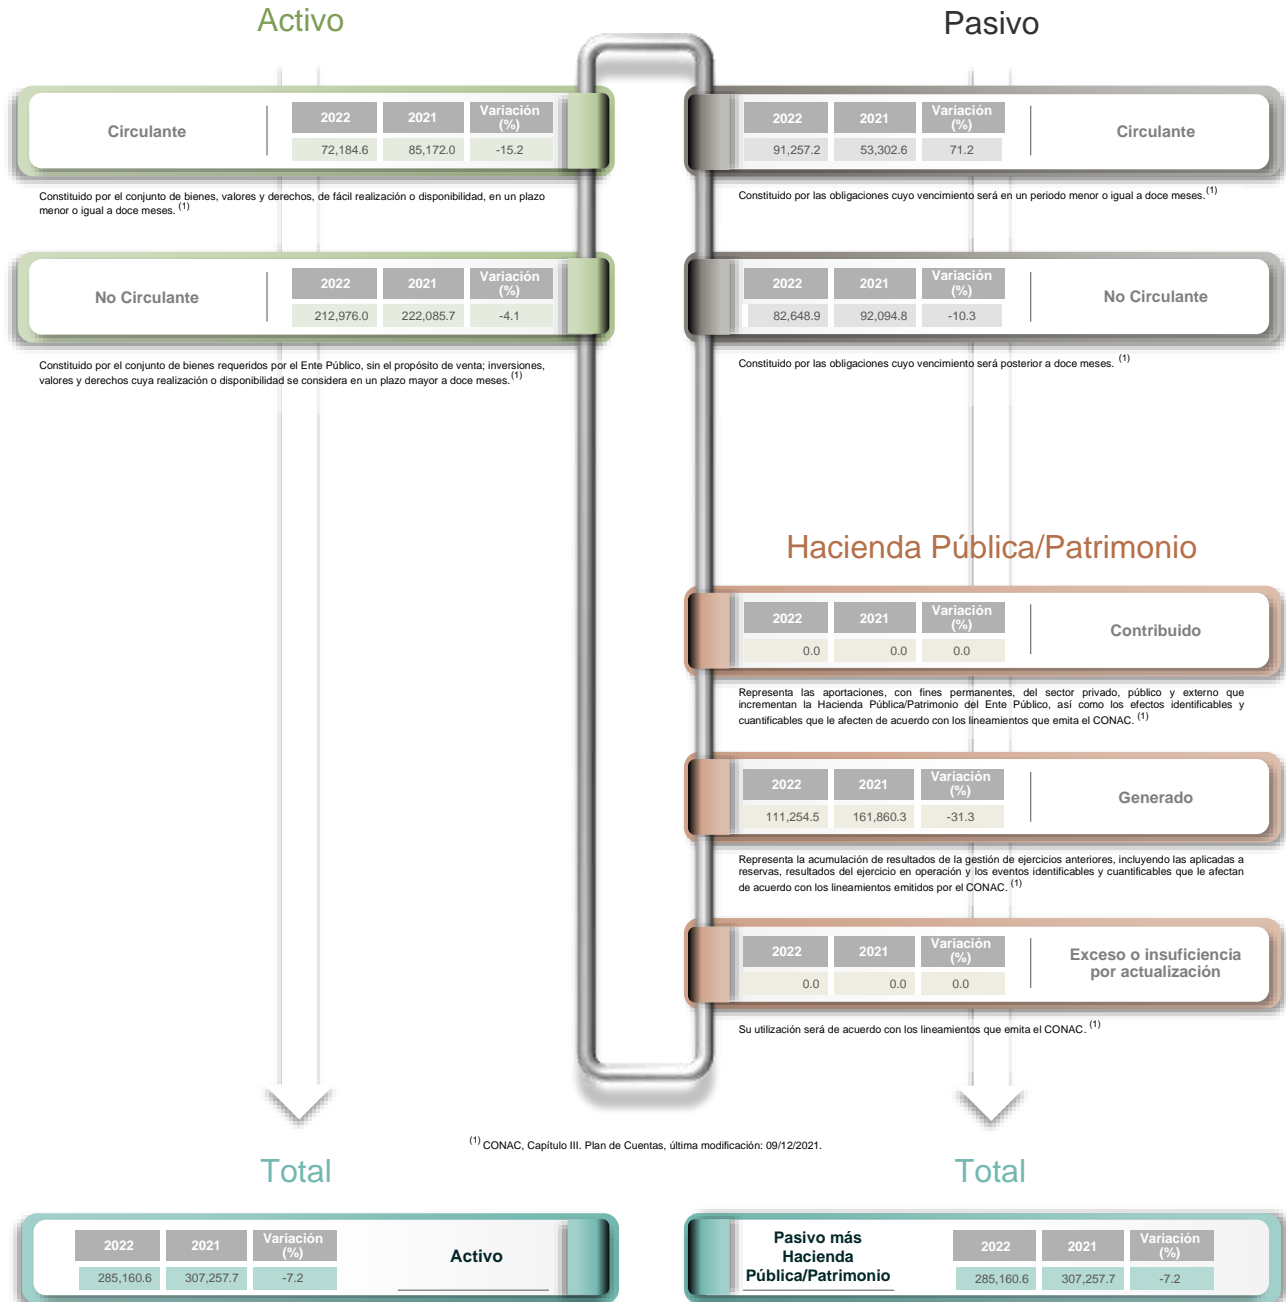 Activo
Circulante
2022 2021 Variación (%)
72,184.6 85,172.0 -15.2
Constituido por el conjunto de bienes, valores y derechos, de fácil realización o disponibilidad, en un plazo
menor o igual a doce meses. (1)
No Circulante
2022 2021 Variación (%)
212,976.0 222,085.7 -4.1
Constituido por el conjunto de bienes requeridos por el Ente Público, sin el propósito de venta; inversiones,
valores y derechos cuya realización o disponibilidad se considera en un plazo mayor a doce meses. (1)
Pasivo
2022 2021 Variación (%)
91,257.2 53,302.6 71.2
Circulante
Constituido por las obligaciones cuyo vencimiento será en un periodo menor o igual a doce meses. (1)
2022 2021 Variación (%)
82,648.9 92,094.8 -10.3
No Circulante
Constituido por las obligaciones cuyo vencimiento será posterior a doce meses. (1)
Hacienda Pública/Patrimonio
2022 2021 Variación (%)
0.0 0.0 0.0
Contribuido
Representa las aportaciones, con fines permanentes, del sector privado, público y externo que
incrementan la Hacienda Pública/Patrimonio del Ente Público, así como los efectos identificables y
cuantificables que le afecten de acuerdo con los lineamientos que emita el CONAC. (1)
2022 2021 Variación (%)
111,254.5 161,860.3 -31.3
Generado
Representa la acumulación de resultados de la gestión de ejercicios anteriores, incluyendo las aplicadas a
reservas, resultados del ejercicio en operación y los eventos identificables y cuantificables que le afectan
de acuerdo con los lineamientos emitidos por el CONAC. (1)
2022 2021 Variación (%)
0.0 0.0 0.0
Exceso o insuficiencia
por actualización
Su utilización será de acuerdo con los lineamientos que emita el CONAC. (1)
(1) CONAC, Capítulo III. Plan de Cuentas, última modificación: 09/12/2021.
Total
2022 2021 Variación (%)
285,160.6 307,257.7 -7.2
Activo
Total
Pasivo más
Hacienda
Pública/Patrimonio
2022 2021 Variación (%)
285,160.6 307,257.7 -7.2